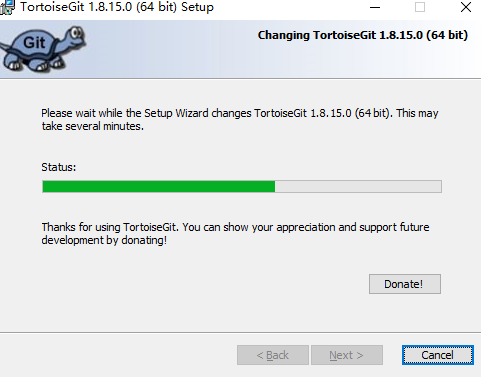 TortoiseGit 1.8.15.0 (64 bit) Setup
Git
Changing TortoiseGit 1.8.15.0 (64 bit)
Please wait while the Setup Wizard changes TortoiseGit 1.8.15.0 (64 bit). This may
take several minutes.
Status:
Thanks for using TortoiseGit. You can show your appreciation and support future
development by donating!
Donate!
< Back
Next >
Cancel